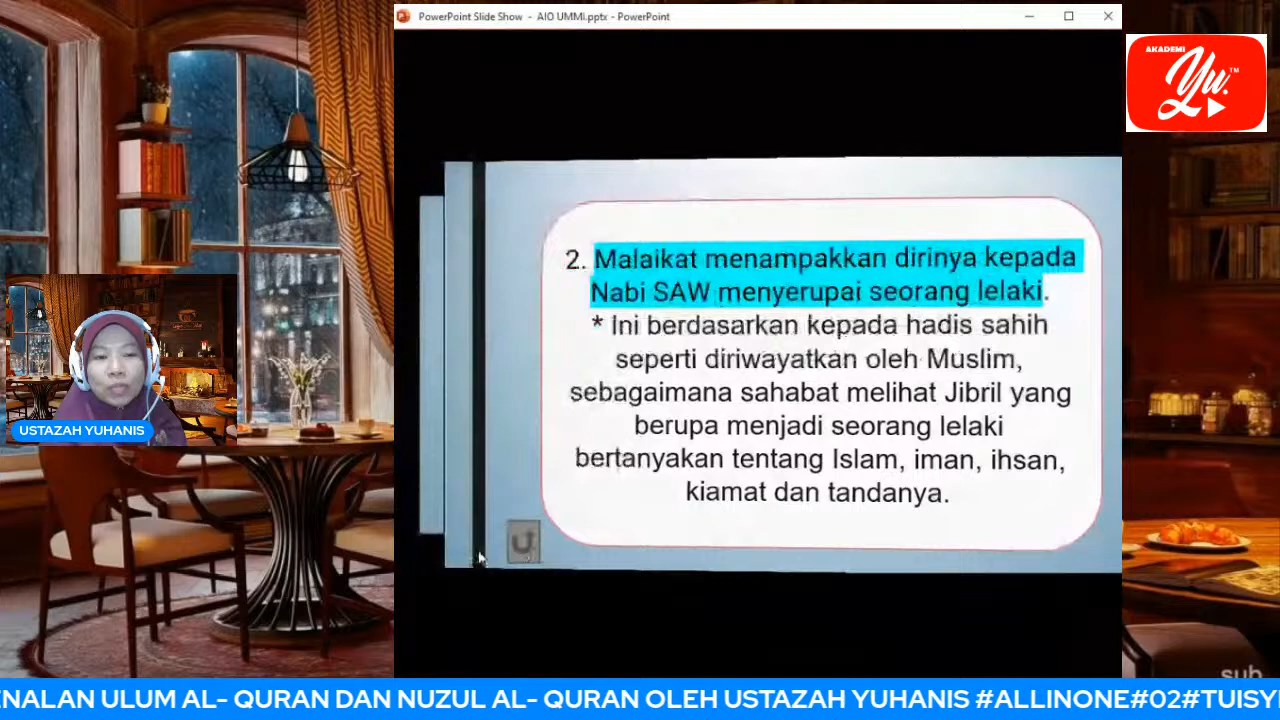 PowerPoint Slide Show - AIO UMMI.pptx - PowerPoint
AKADEMI
Yu.™
2. Malaikat menampakkan dirinya kepada
Nabi SAW menyerupai seorang lelaki.
* Ini berdasarkan kepada hadis sahih
seperti diriwayatkan oleh Muslim,
sebagaimana sahabat melihat Jibril yang
berupa menjadi seorang lelaki
bertanyakan tentang Islam, iman, ihsan,
kiamat dan tandanya.
USTAZAH YUHANIS
sub
ENALAN ULUM AL- QURAN DAN NUZUL AL- QURAN OLEH USTAZAH YUHANIS #ALLINONE#02#TUISY